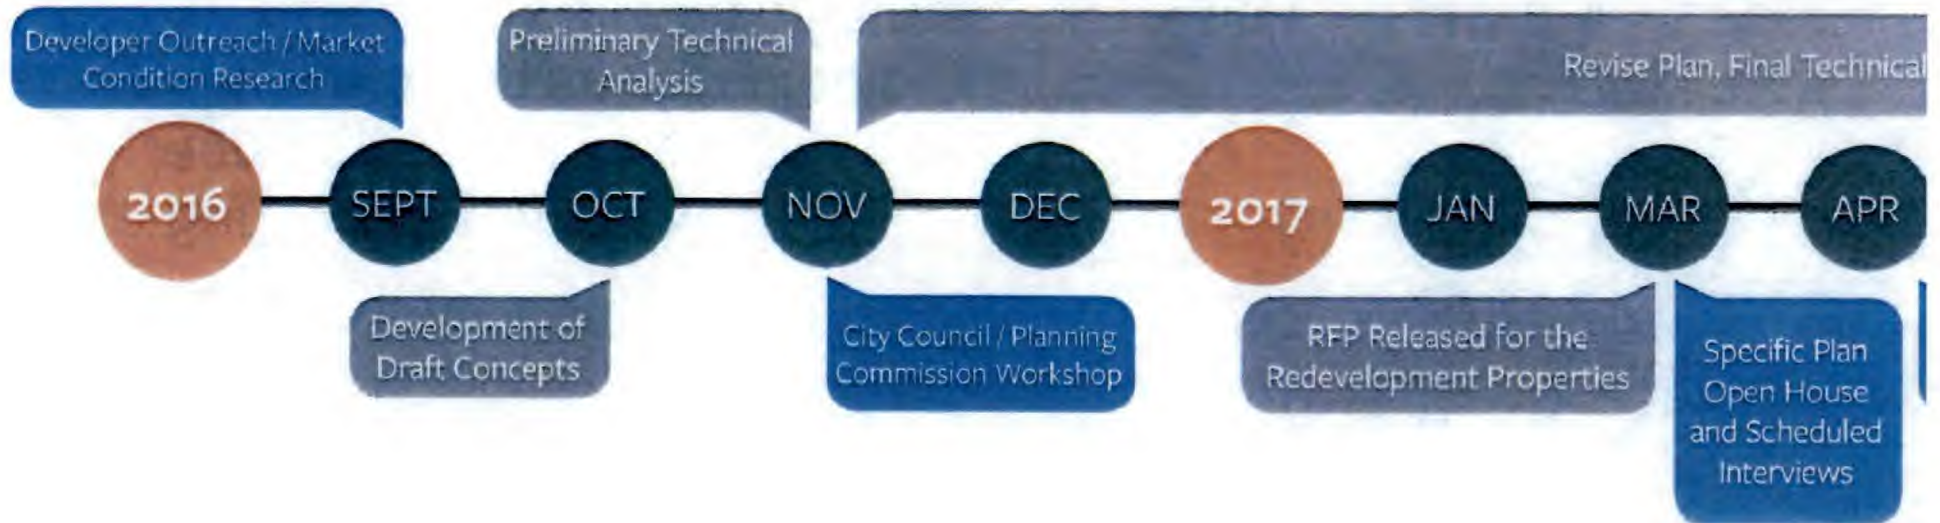 Developer Outreach / Market
Condition Research
Preliminary Technical
Analysis
Revise Plan, Final Technical
2016
SEPT
OCT
NOV
DEC
2017
JAN
MAR
APR
Development of
Draft Concepts
City Council / Planning
Commission Workshop
RFP Released for the
Redevelopment Properties
Specific Plan
Open House
and Scheduled
Interviews